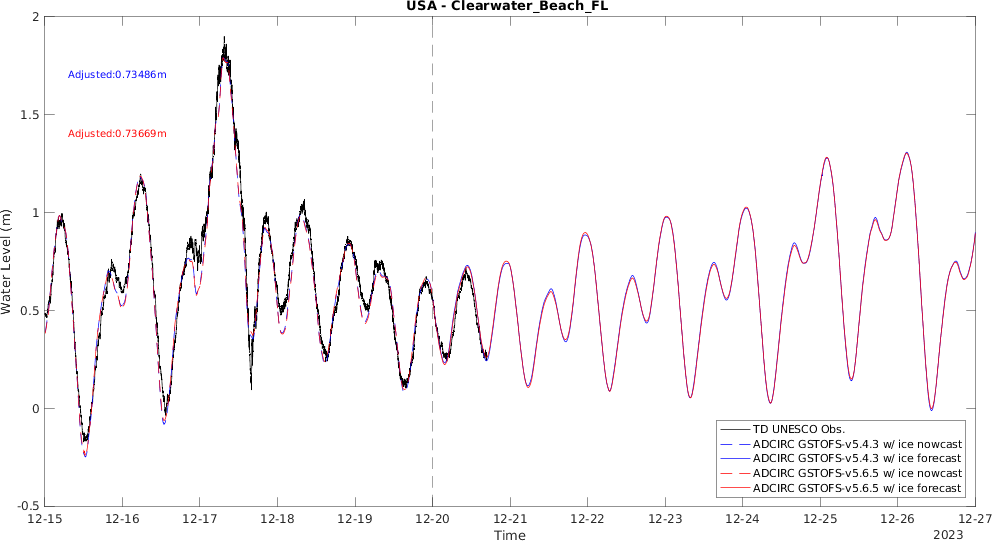 USA - Clearwater_Beach_FL
2
1.5
1
0.5
0
-0.5
Water Level (m)
Adjusted:0.73486m
Adjusted:0.73669m
TD UNESCO Obs.
ADCIRC GSTOFS-v5.4.3 w/ ice nowcast
ADCIRC GSTOFS-v5.4.3 w/ ice forecast
ADCIRC GSTOFS-v5.6.5 w/ ice nowcast
ADCIRC GSTOFS-v5.6.5 w/ ice forecast
12-15 12-16 12-17 12-18 12-19 12-20 12-21 12-22 12-23 12-24 12-25 12-26 12-27
Time
2023